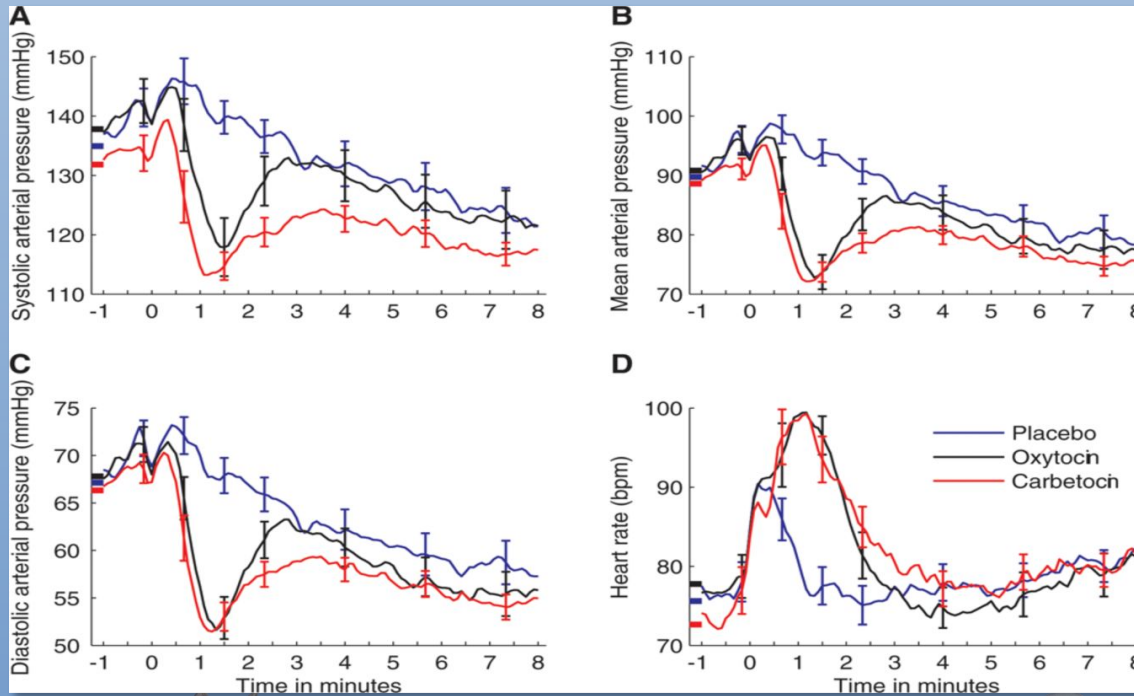 A
Systolic arterial pressure (mmHg)
150
140
130
120
110
-1 0 1 2 3 4 5 6 7 8
B
Mean arterial pressure (mmHg)
110
100
90
80
70
-1 0 1 2 3 4 5 6 7 8
C
Diastolic arterial pressure (mmHg)
75
70
65
60
55
50
-1 0 1 2 3 4 5 6 7 8
Time in minutes
D
Heart rate (bpm)
100
90
80
70
Placebo
Oxytocin
Carbetocin
-1 0 1 2 3 4 5 6 7 8
Time in minutes